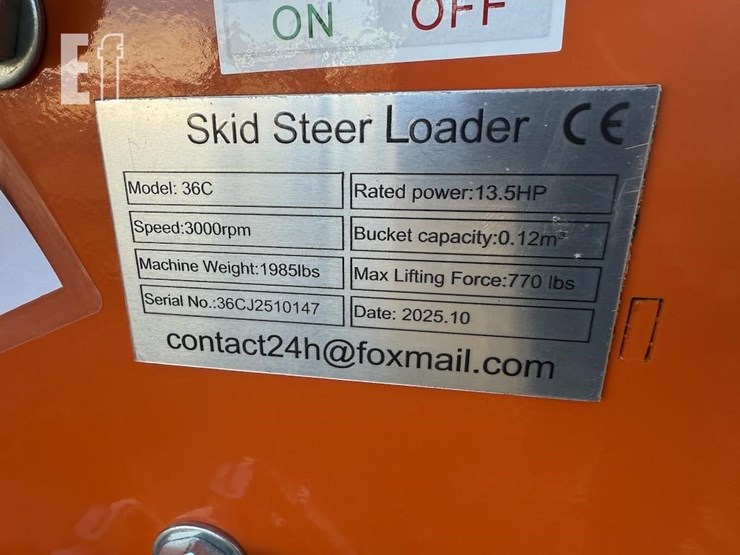 ON OFF
Ef
Skid Steer Loader CE
Model: 36C
Rated power:13.5HP
Speed:3000rpm
Bucket capacity:0.12m³
Machine Weight:1985lbs
Max Lifting Force:770 lbs
Serial No.:36CJ2510147
Date: 2025.10
contact24h@foxmail.com